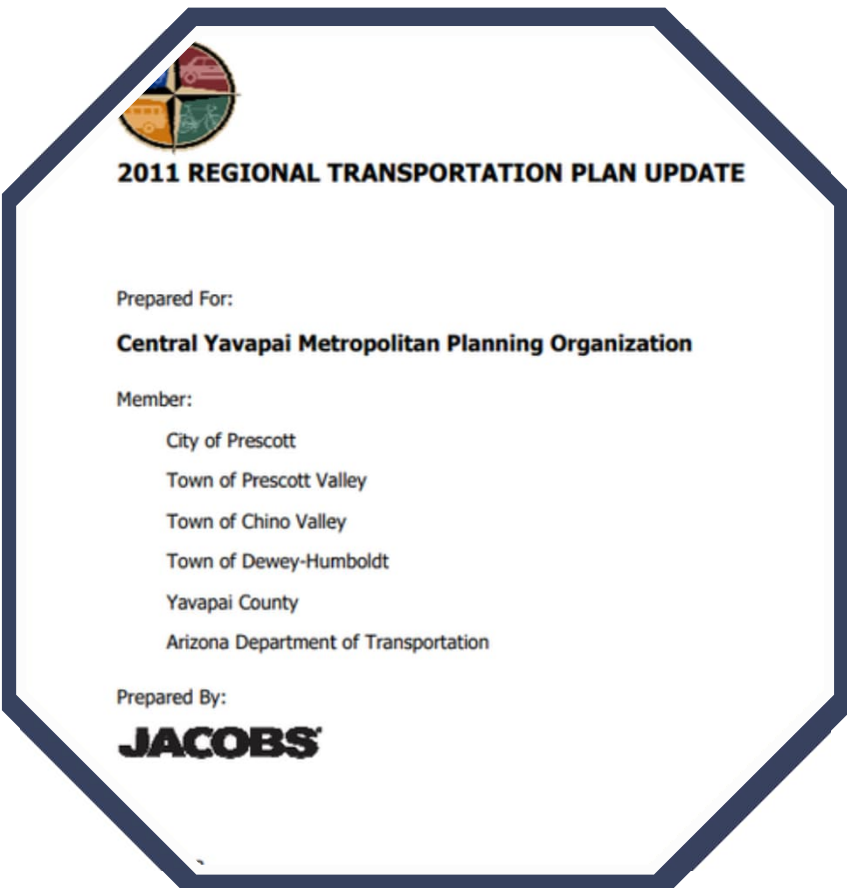 2011 REGIONAL TRANSPORTATION PLAN UPDATE
Prepared For:
Central Yavapai Metropolitan Planning Organization
Member:
City of Prescott
Town of Prescott Valley
Town of Chino Valley
Town of Dewey-Humboldt
Yavapai County
Arizona Department of Transportation
Prepared By:
JACOBS